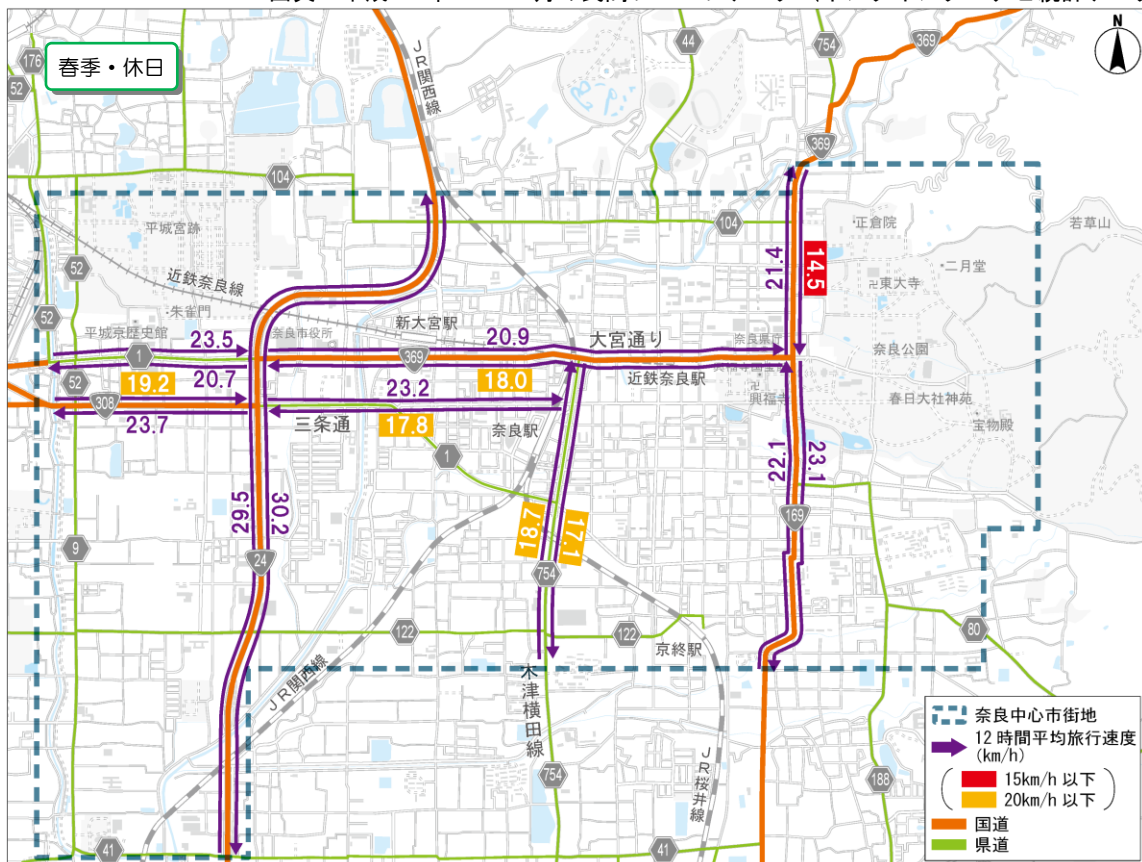 春季・休日
N
176
52
44
754
369
JR関西線
369
104
104
平城宮跡
52
近鉄奈良線
52
朱雀門
平城京歴史館
奈良市役所
新大宮駅
大宮通り
正倉院
若草山
二月堂
卍東大寺
21.4
14.5
奈良公園
23.5
1
20.9
369
近鉄奈良駅
19.2
20.7
52
23.2
18.0
興福寺
春日大社神苑
宝物殿
308
23.7
三条通
17.8
奈良駅
1
22.1
23.1
29.5
30.2
18.7
17.1
169
9
24
754
122
122
京終駅
80
JR関西線
木津横田線
JR桜井線
754
188
41
41
奈良中心市街地
12時間平均旅行速度
(km/h)
15km/h 以下
20km/h 以下
国道
県道